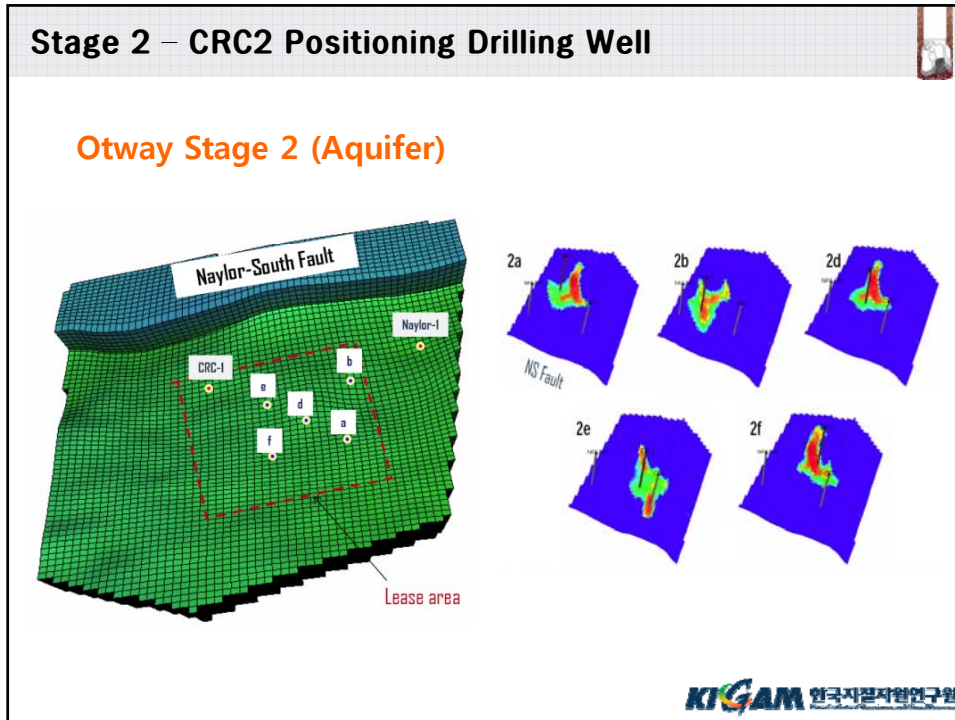 Stage 2 – CRC2 Positioning Drilling Well
Otway Stage 2 (Aquifer)
Naylor-South Fault
Naylor-1
CRC-1
b
e
d
a
f
Lease area
2a
2b
2d
NS Fault
2e
2f
KIGAM 한국지질자원연구원